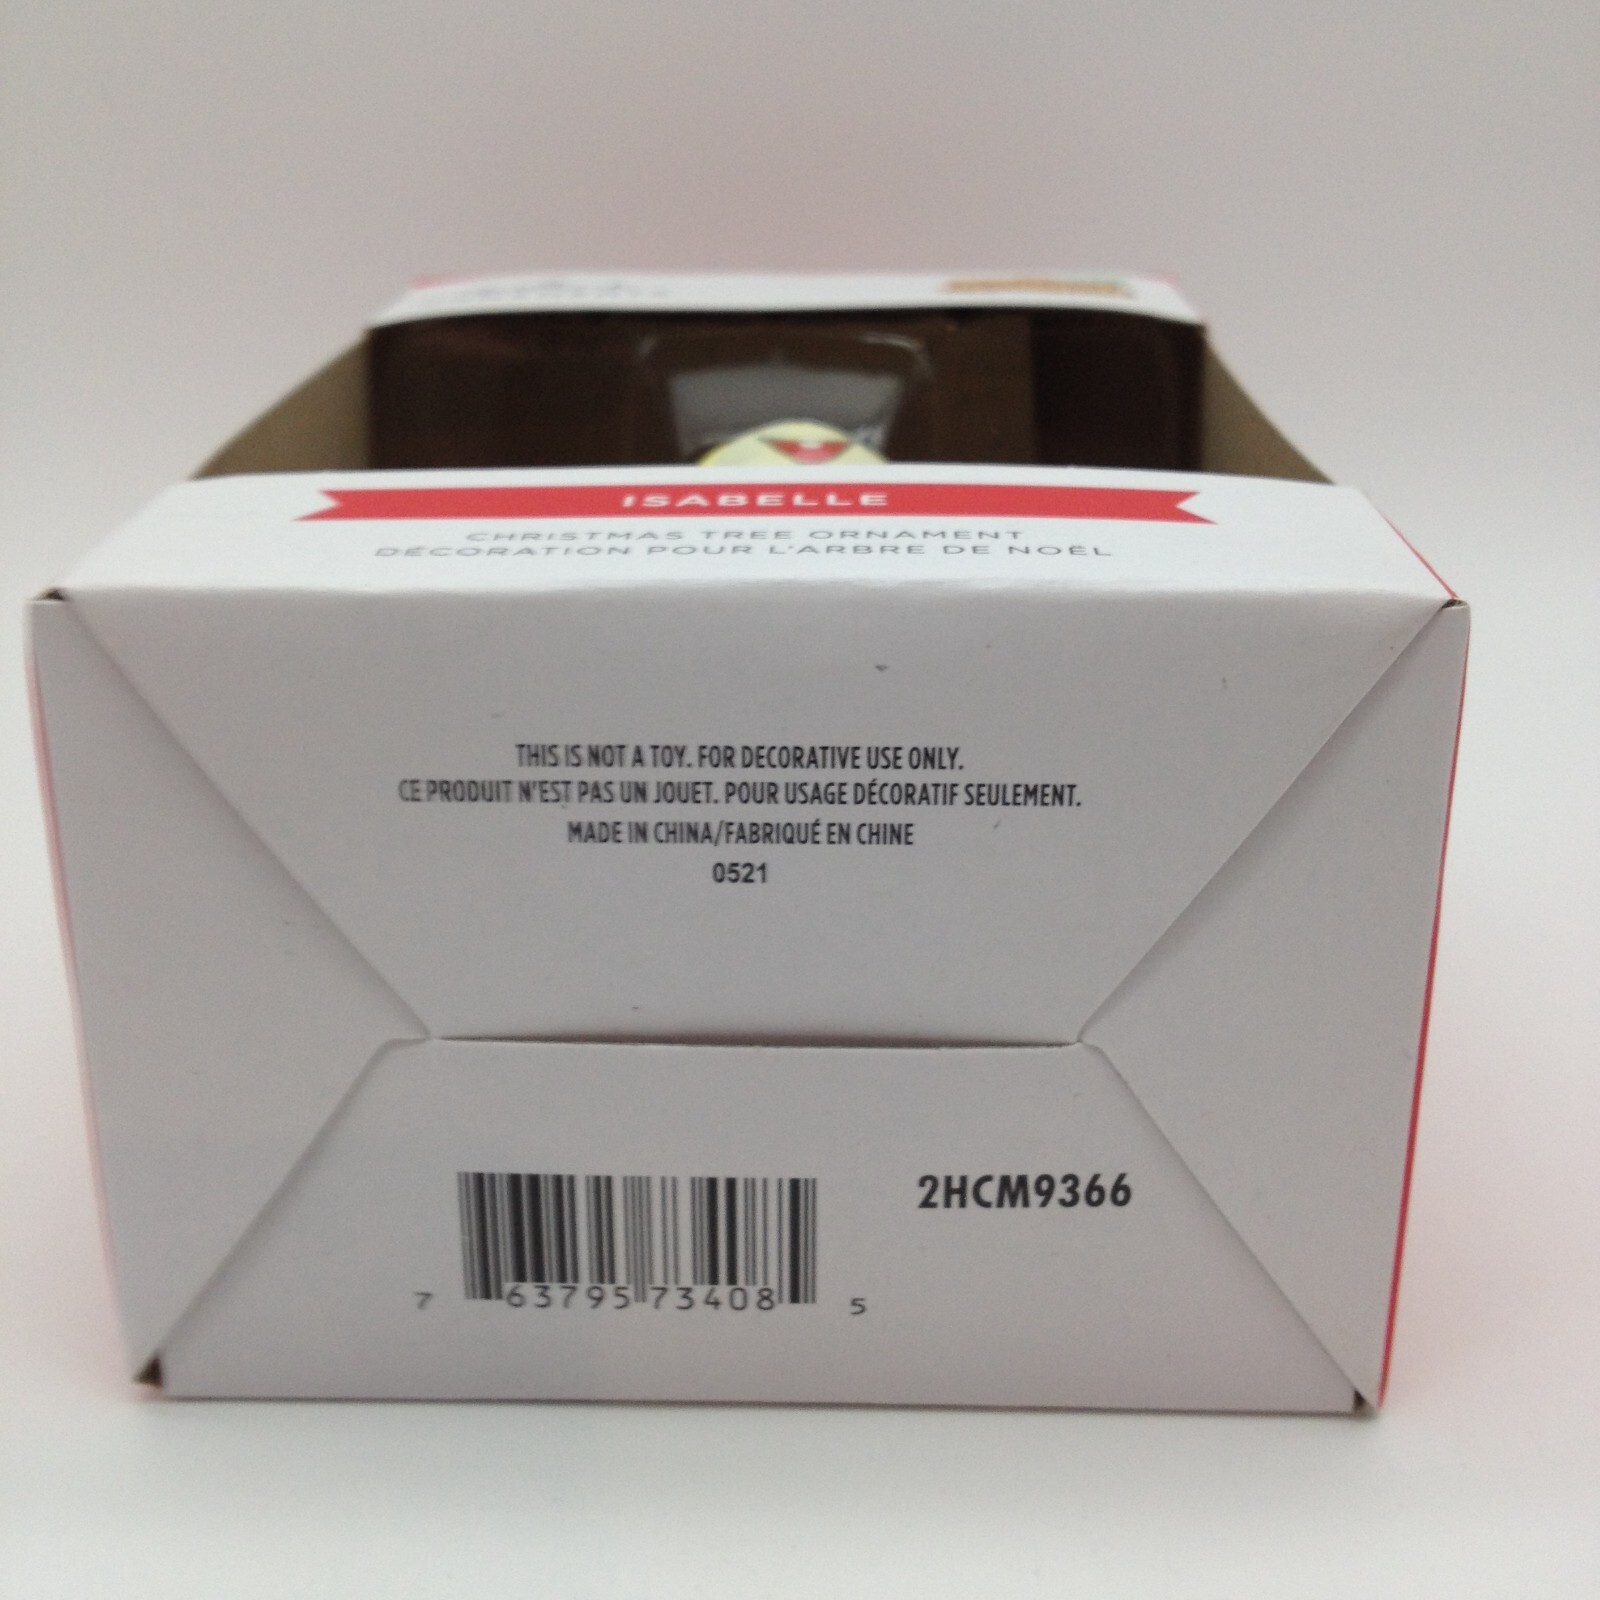 ISABELLE
CHRISTMAS TREE ORNAMENT
DÉCORATION POUR L'ARBRE DE NOËL
THIS IS NOT A TOY. FOR DECORATIVE USE ONLY.
CE PRODUIT N'EST PAS UN JOUET. POUR USAGE DÉCORATIF SEULEMENT.
MADE IN CHINA/FABRIQUÉ EN CHINE
0521
2HCM9366
7 63795 73408 5